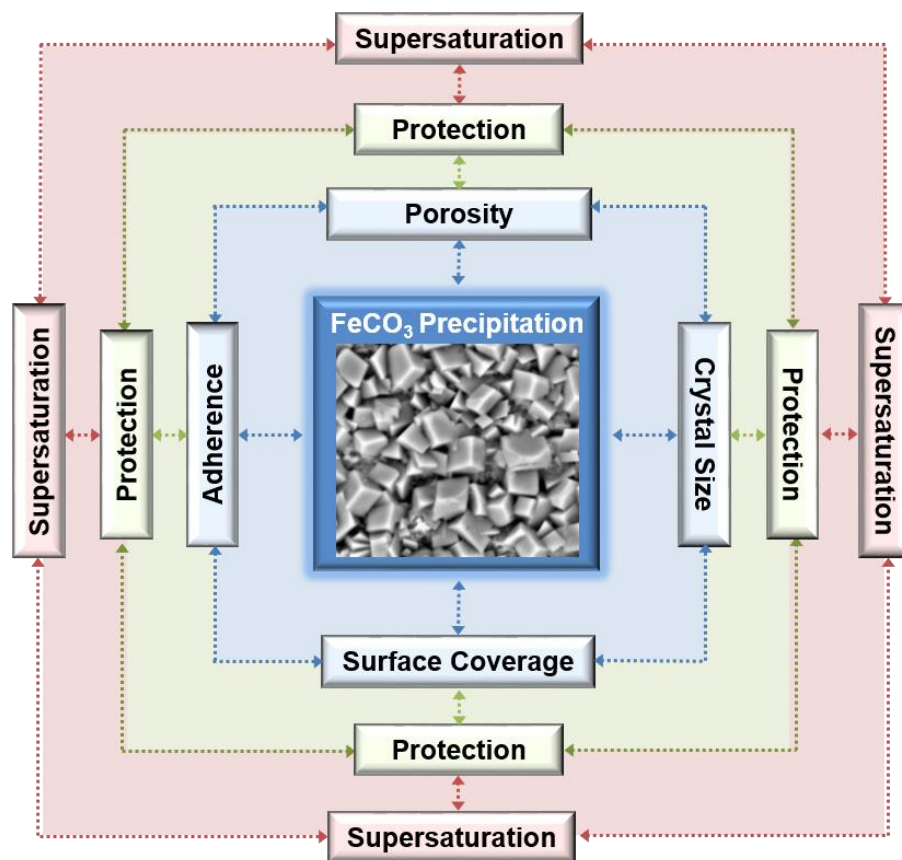 Supersaturation
Protection
Porosity
FeCO₃ Precipitation
Supersaturation
Protection
Adherence
Crystal Size
Protection
Supersaturation
Surface Coverage
Protection
Supersaturation